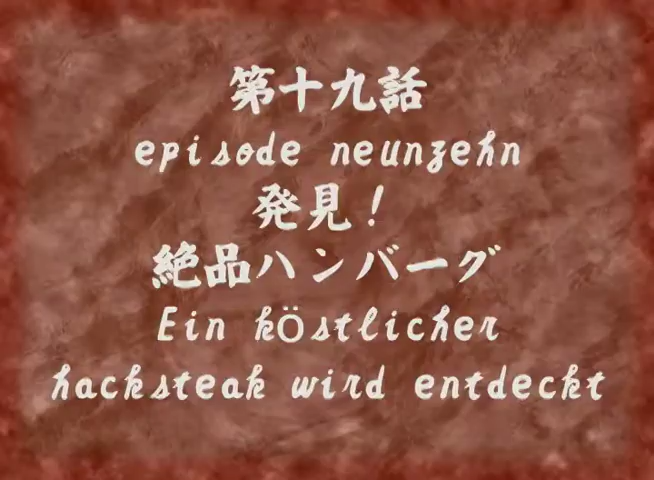 第十九話
episode neunzehn
発見！
絶品ハンバーグ
Ein köstlicher
hacksteak wird entdeckt